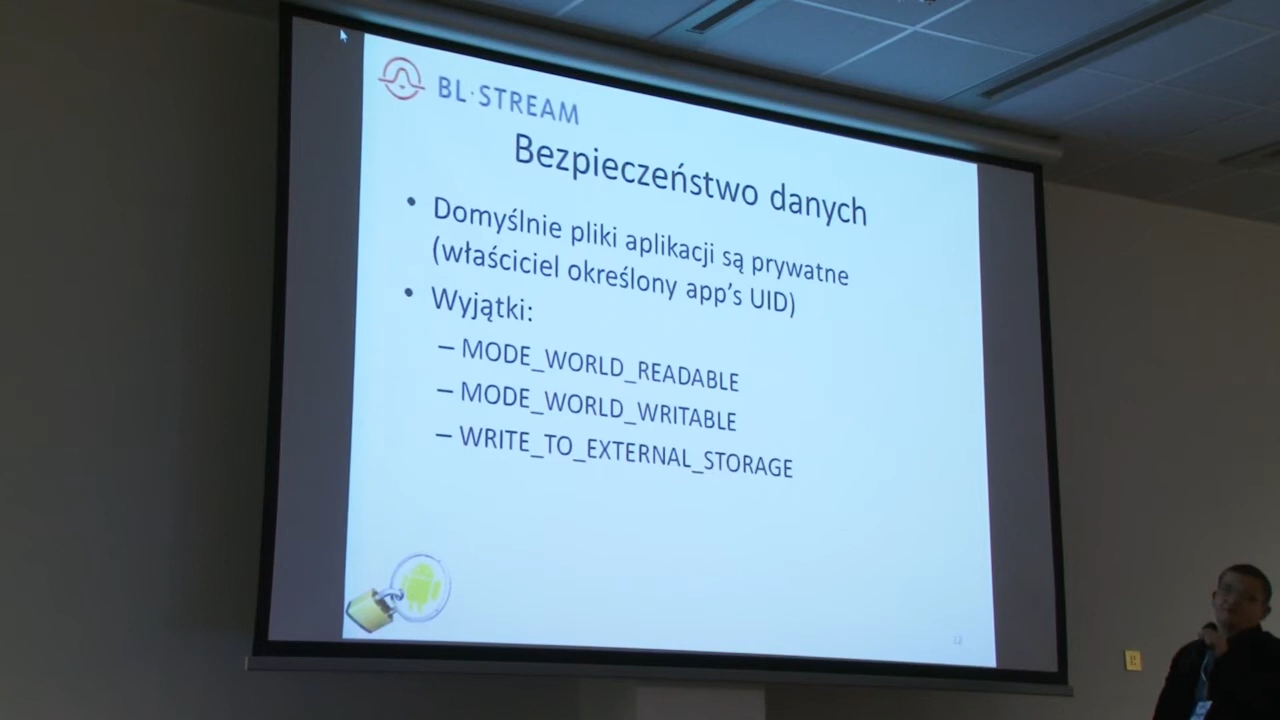 BL·STREAM
Bezpieczeństwo danych
• Domyślnie pliki aplikacji są prywatne
(właściciel określony app's UID)
• Wyjątki:
– MODE_WORLD_READABLE
– MODE_WORLD_WRITABLE
– WRITE_TO_EXTERNAL_STORAGE